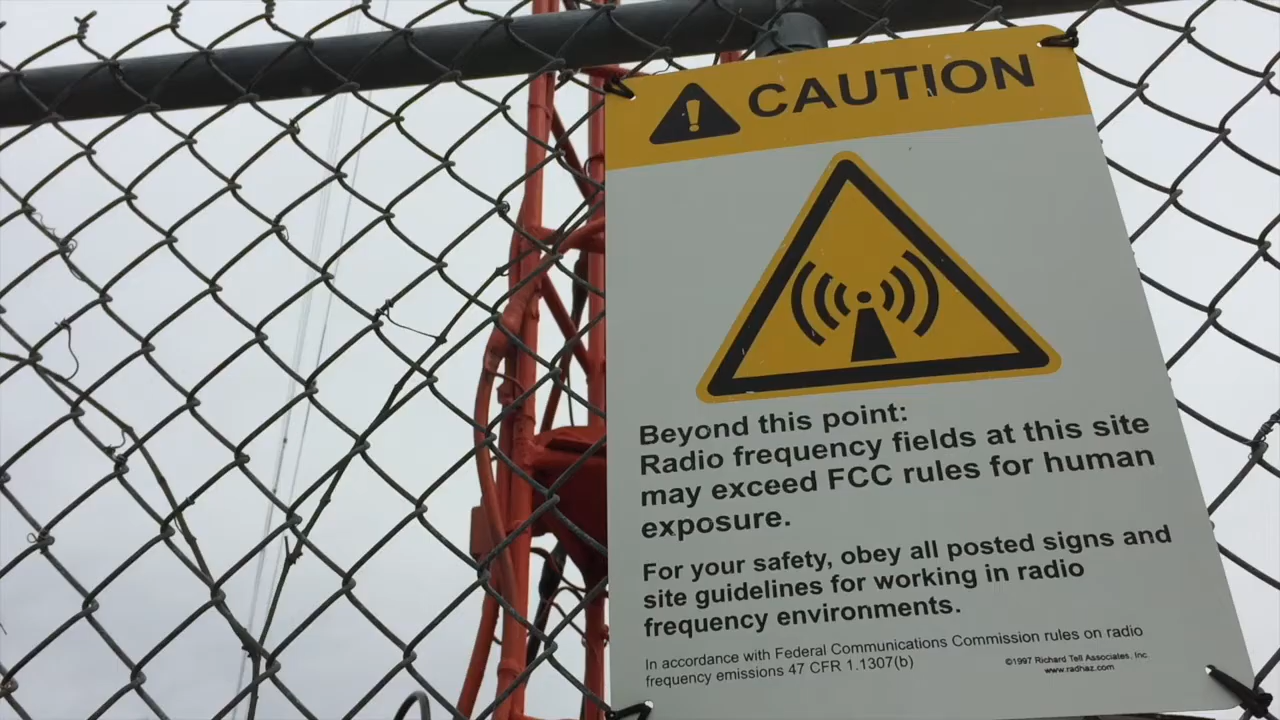 ! CAUTION
Beyond this point:
Radio frequency fields at this site
may exceed FCC rules for human
exposure.
For your safety, obey all posted signs and
site guidelines for working in radio
frequency environments.
In accordance with Federal Communications Commission rules on radio
frequency emissions 47 CFR 1.1307(b)
©1997 Richard Tell Associates, Inc.
www.radhaz.com